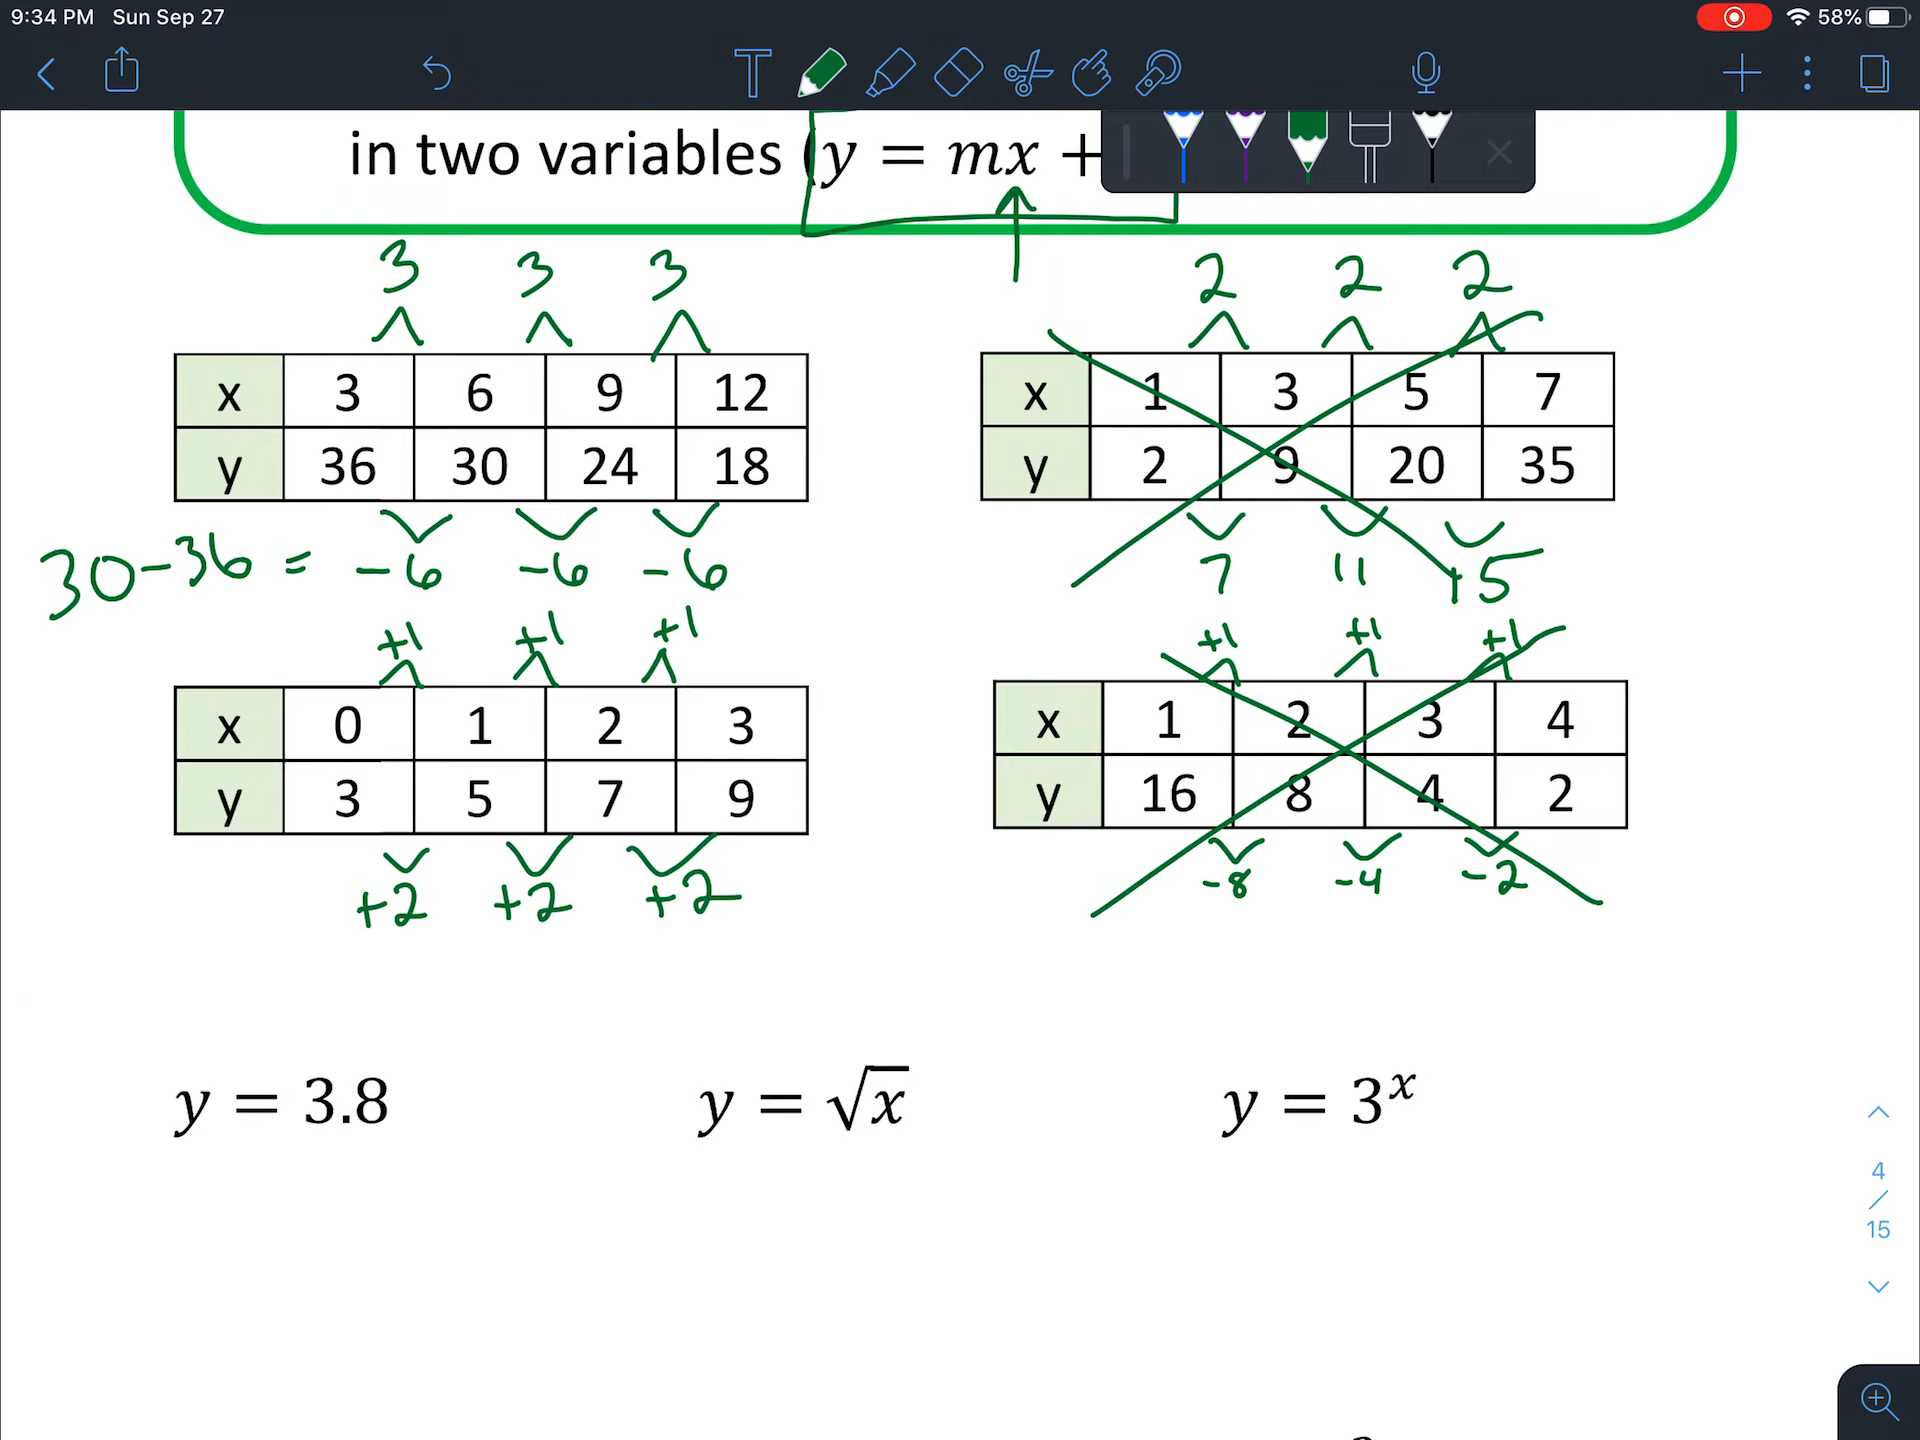 9:34 PM Sun Sep 27 58%
T
in two variables (y = mx +
3 3 3
2 2 2
x 3 6 9 12
y 36 30 24 18
x 1 3 5 7
y 2 9 20 35
30-36 = -6 -6 -6
7 11 15
+1 +1 +1
+1 +1 +1
x 0 1 2 3
y 3 5 7 9
x 1 2 3 4
y 16 8 4 2
+2 +2 +2
-8 -4 -2
y = 3.8
y = √x
y = 3ˣ
4
/
15